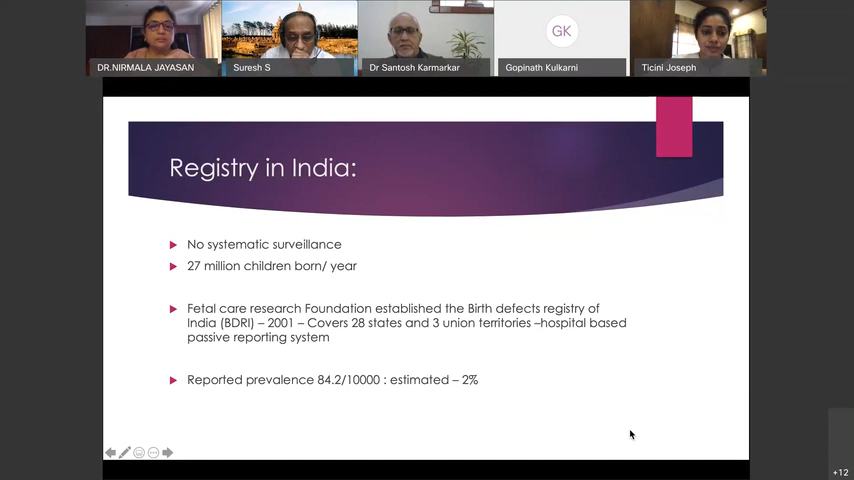 GK
DR.NIRMALA JAYASAN
Suresh S
Dr Santosh Karmarkar
Gopinath Kulkarni
Ticini Joseph
Registry in India:
No systematic surveillance
27 million children born/ year
Fetal care research Foundation established the Birth defects registry of
India (BDRI) – 2001 – Covers 28 states and 3 union territories –hospital based
passive reporting system
Reported prevalence 84.2/10000 : estimated – 2%
+12